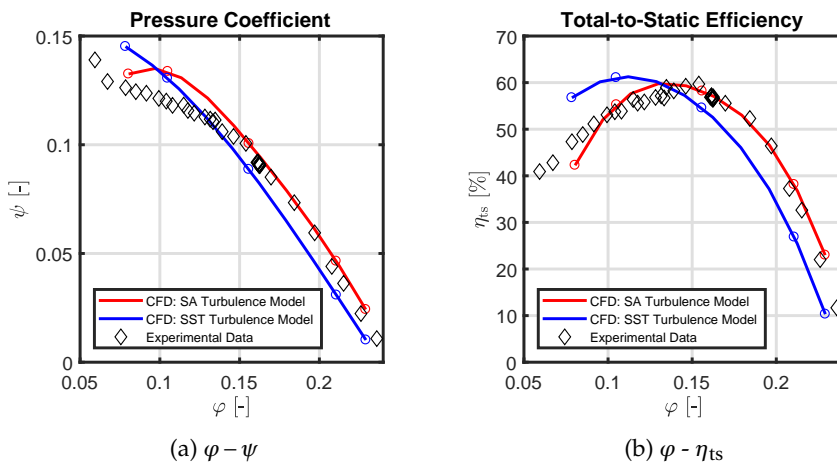 Pressure Coefficient
0.15
0.1
0.05
0
ψ [-]
0.05 0.1 0.15 0.2
φ [-]
CFD: SA Turbulence Model
CFD: SST Turbulence Model
Experimental Data
(a) φ – ψ
Total-to-Static Efficiency
70
60
50
40
30
20
10
0
η_ts [%]
0.05 0.1 0.15 0.2
φ [-]
CFD: SA Turbulence Model
CFD: SST Turbulence Model
Experimental Data
(b) φ - η_ts